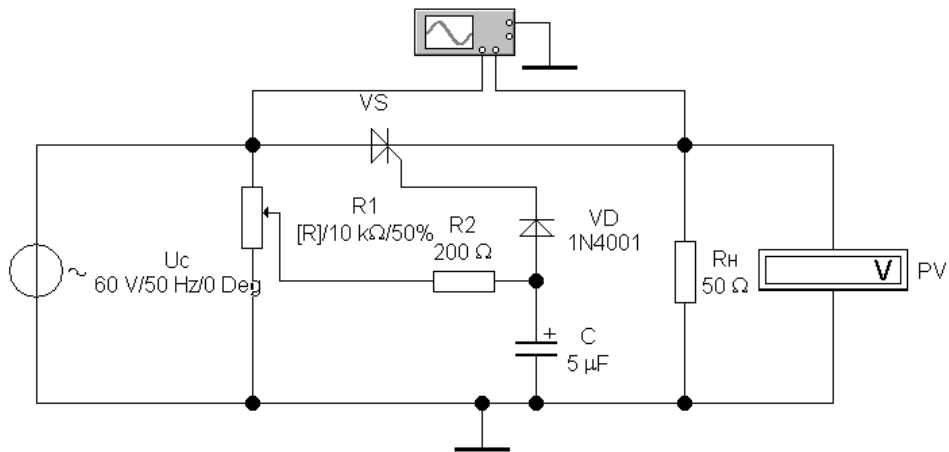 VS
R1
[R]/10 kΩ/50%
R2
200 Ω
VD
1N4001
Uc
60 V/50 Hz/0 Deg
Rн
50 Ω
V
PV
+
C
5 μF